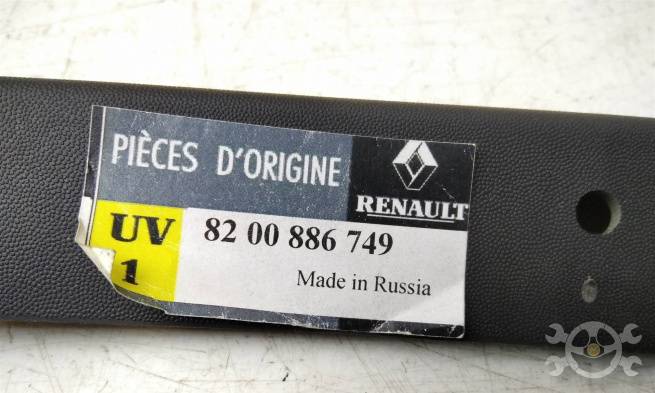 PIÈCES D'ORIGINE
RENAULT
UV
1
82 00 886 749
Made in Russia